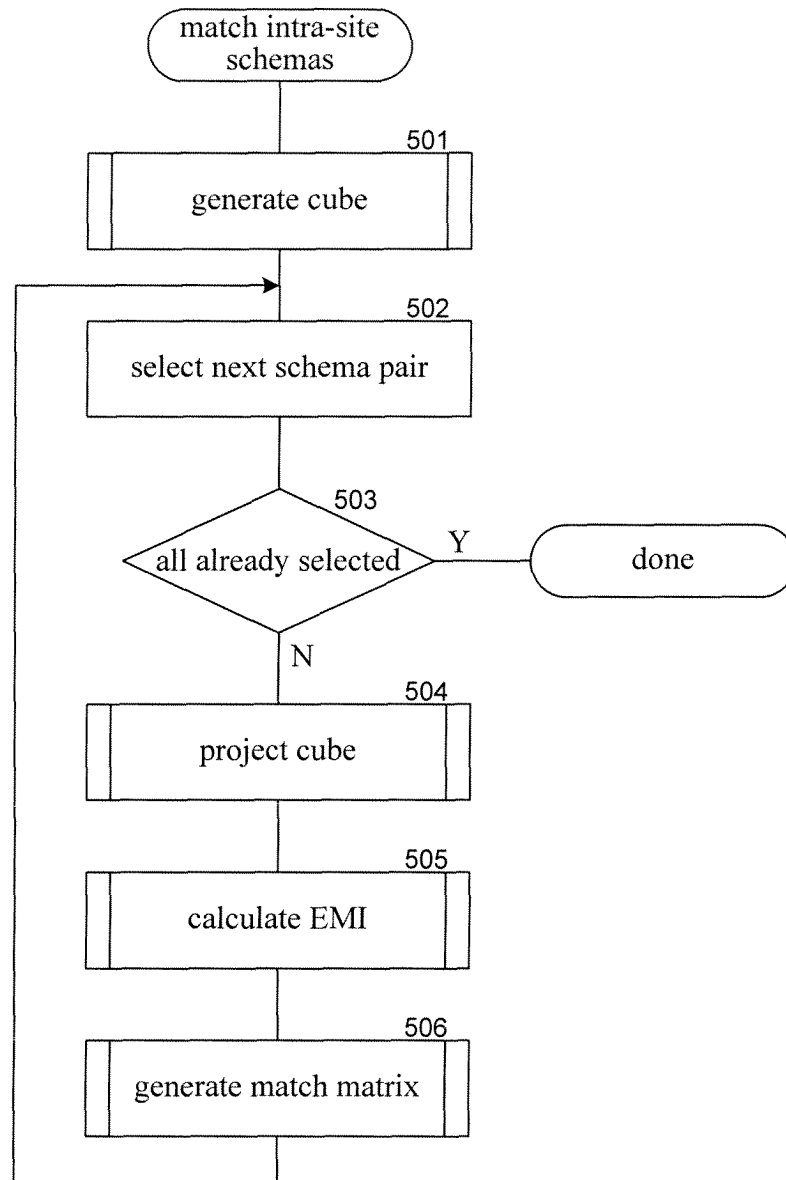 match intra-site
schemas
501
generate cube
502
select next schema pair
503
all already selected
Y
done
N
504
project cube
505
calculate EMI
506
generate match matrix